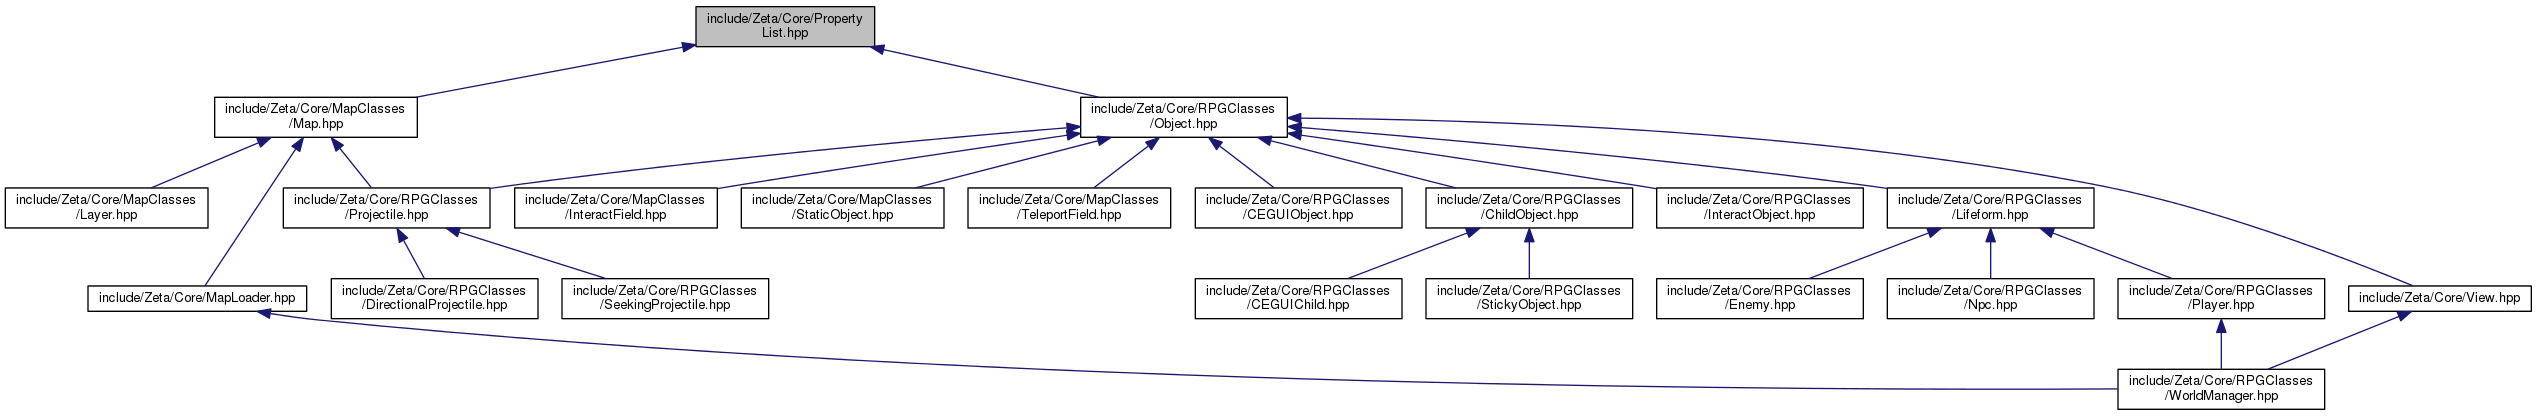 include/Zeta/Core/Property
List.hpp
include/Zeta/Core/MapClasses
/Map.hpp
include/Zeta/Core/RPGClasses
/Object.hpp
include/Zeta/Core/MapClasses
/Layer.hpp
include/Zeta/Core/RPGClasses
/Projectile.hpp
include/Zeta/Core/MapClasses
/InteractField.hpp
include/Zeta/Core/MapClasses
/StaticObject.hpp
include/Zeta/Core/MapClasses
/TeleportField.hpp
include/Zeta/Core/RPGClasses
/CEGUIObject.hpp
include/Zeta/Core/RPGClasses
/ChildObject.hpp
include/Zeta/Core/RPGClasses
/InteractObject.hpp
include/Zeta/Core/RPGClasses
/Lifeform.hpp
include/Zeta/Core/MapLoader.hpp
include/Zeta/Core/RPGClasses
/DirectionalProjectile.hpp
include/Zeta/Core/RPGClasses
/SeekingProjectile.hpp
include/Zeta/Core/RPGClasses
/CEGUIChild.hpp
include/Zeta/Core/RPGClasses
/StickyObject.hpp
include/Zeta/Core/RPGClasses
/Enemy.hpp
include/Zeta/Core/RPGClasses
/Npc.hpp
include/Zeta/Core/RPGClasses
/Player.hpp
include/Zeta/Core/View.hpp
include/Zeta/Core/RPGClasses
/WorldManager.hpp